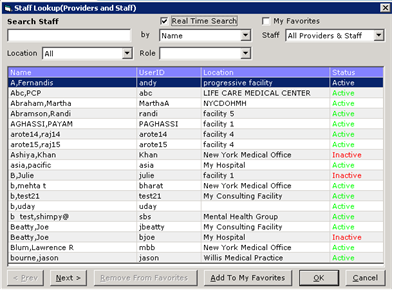 Staff Lookup(Providers and Staff)
Search Staff Real Time Search My Favorites
by Name Staff All Providers & Staff
Location All Role
Name UserID Location Status
A,Fernandis andy progressive facility Active
Abc,PCP abc LIFE CARE MEDICAL CENTER Active
Abraham,Martha MarthaA NYCDOHMH Active
Abramson,Randi randi facility 5 Active
AGHASSI,PAYAM PAGHASSI facility 1 Active
arote14,raj14 arote14 facility 4 Active
arote15,raj15 arote15 facility 4 Active
Ashiya,Khan Khan New York Medical Office Inactive
asia,pacific asia My Hospital Active
B,Julie julie facility 1 Inactive
b,mehta t bharat New York Medical Office Active
b,test21 test21 My Consulting Facility Active
b,uday uday Active
b test,shimpy@ sbs Mental Health Group Active
Beatty,Joe jbeatty My Consulting Facility Active
Beatty,Joe bjoe My Hospital Inactive
Blum,Lawrence R mbb New York Medical Office Active
bourne,jason jason Willis Medical Practice Active
< Prev Next > Remove From Favorites Add To My Favorites OK Cancel